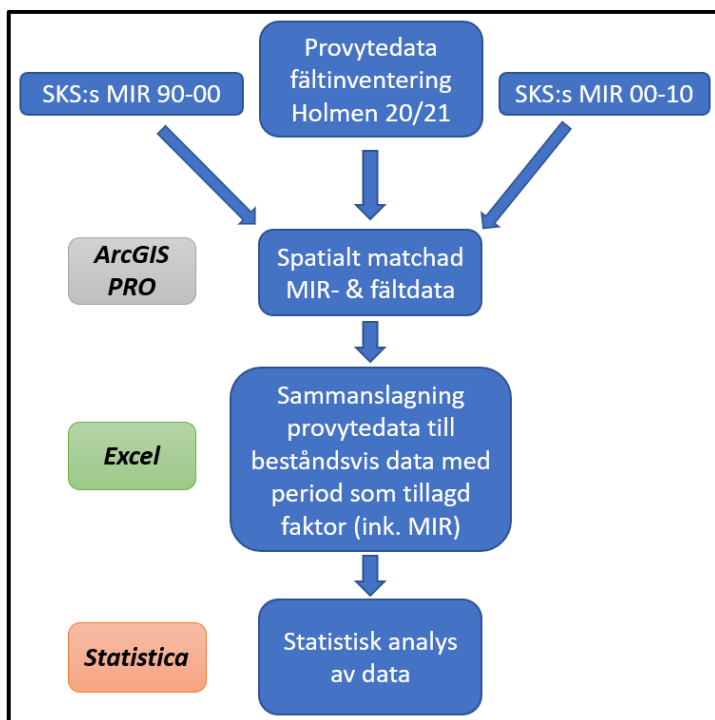 Provytedata
fältinventering
Holmen 20/21
SKS:s MIR 90-00
SKS:s MIR 00-10
ArcGIS
PRO
Spatialt matchad
MIR- & fältdata
Excel
Sammanslagning
provytedata till
beståndsvis data med
period som tillagd
faktor (ink. MIR)
Statistica
Statistisk analys
av data